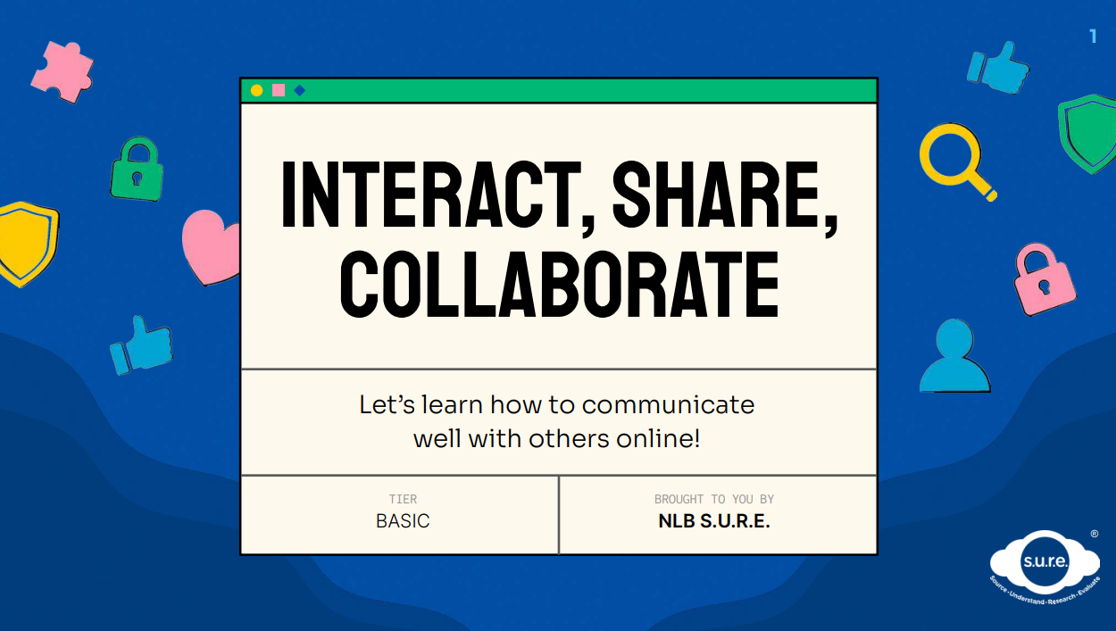 1
INTERACT, SHARE,
COLLABORATE
Let’s learn how to communicate
well with others online!
TIER
BASIC
BROUGHT TO YOU BY
NLB S.U.R.E.
®
s.u.r.e.
Source·Understand·Research·Evaluate